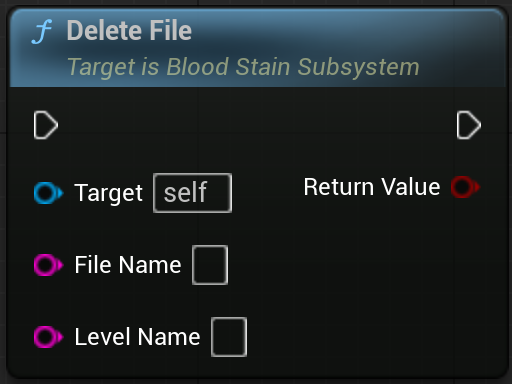 f Delete File
Target is Blood Stain Subsystem
Target self
Return Value
File Name
Level Name